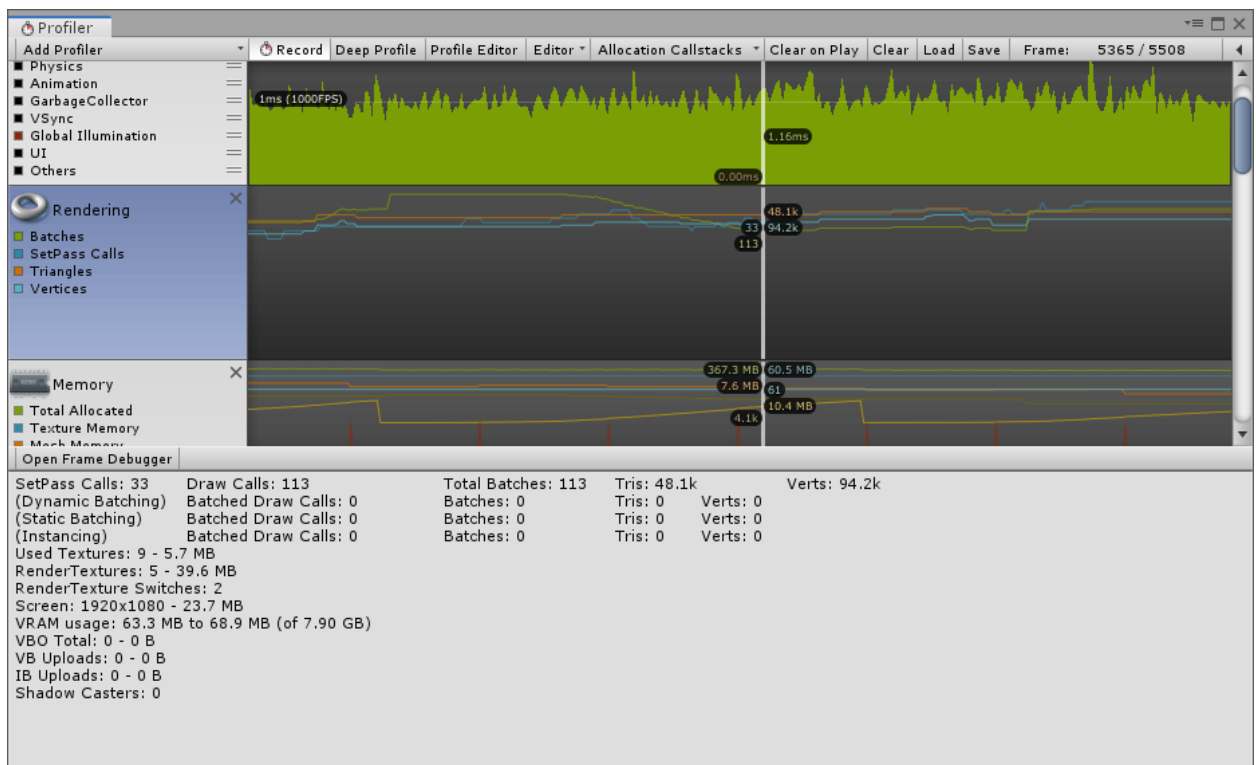 Profiler
Add Profiler Record Deep Profile Profile Editor Editor Allocation Callstacks Clear on Play Clear Load Save Frame: 5365 / 5508
Physics
Animation
GarbageCollector
VSync
Global Illumination
UI
Others
1ms (1000FPS)
1.16ms
0.00ms
Rendering
Batches
SetPass Calls
Triangles
Vertices
48.1k
33 94.2k
113
Memory
Total Allocated
Texture Memory
Mesh Memory
367.3 MB 60.5 MB
7.6 MB 61
10.4 MB
4.1k
Open Frame Debugger
SetPass Calls: 33 Draw Calls: 113 Total Batches: 113 Tris: 48.1k Verts: 94.2k
(Dynamic Batching) Batched Draw Calls: 0 Batches: 0 Tris: 0 Verts: 0
(Static Batching) Batched Draw Calls: 0 Batches: 0 Tris: 0 Verts: 0
(Instancing) Batched Draw Calls: 0 Batches: 0 Tris: 0 Verts: 0
Used Textures: 9 - 5.7 MB
RenderTextures: 5 - 39.6 MB
RenderTexture Switches: 2
Screen: 1920x1080 - 23.7 MB
VRAM usage: 63.3 MB to 68.9 MB (of 7.90 GB)
VBO Total: 0 - 0 B
VB Uploads: 0 - 0 B
IB Uploads: 0 - 0 B
Shadow Casters: 0